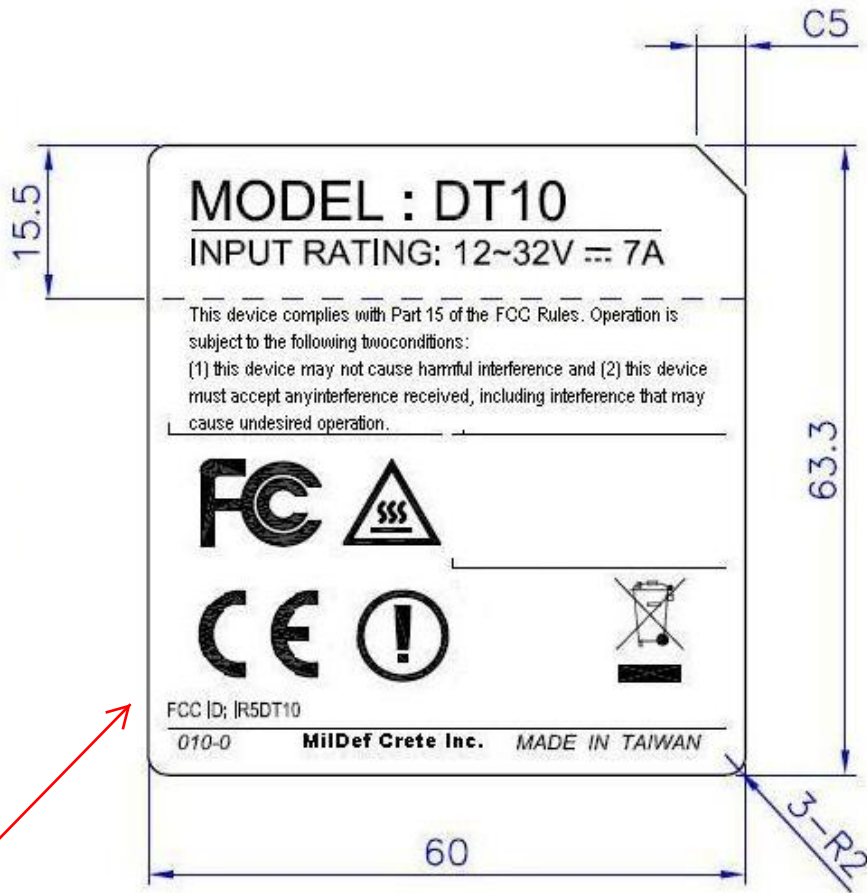 C5
15.5
MODEL : DT10
INPUT RATING: 12~32V ⎓ 7A
This device complies with Part 15 of the FCC Rules. Operation is
subject to the following twoconditions:
(1) this device may not cause harmful interference and (2) this device
must accept anyinterference received, including interference that may
cause undesired operation.
63.3
FC
CE
FCC ID; IR5DT10
010-0 MilDef Crete Inc. MADE IN TAIWAN
60
3-R2